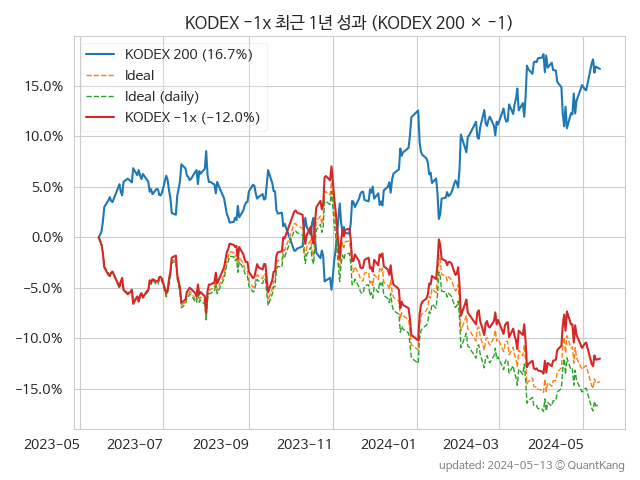 KODEX −1x 최근 1년 성과 (KODEX 200 × −1)
KODEX 200 (16.7%)
Ideal
Ideal (daily)
KODEX −1x (−12.0%)
15.0%
10.0%
5.0%
0.0%
−5.0%
−10.0%
−15.0%
2023-05 2023-07 2023-09 2023-11 2024-01 2024-03 2024-05
updated: 2024-05-13 © QuantKang